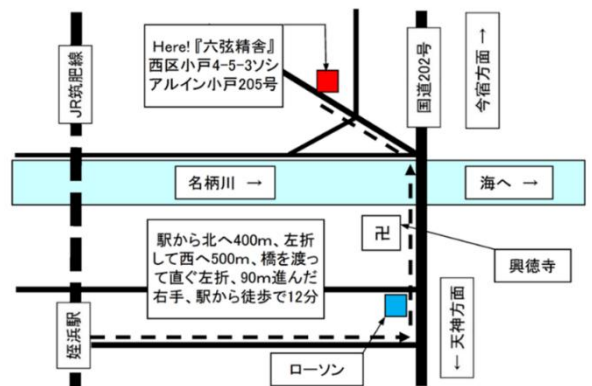 Here!『六弦精舎』
西区小戸4-5-3ソシ
アルイン小戸205号
JR筑肥線
国道202号
今宿方面 →
名柄川 →
海へ →
駅から北へ400m、左折
して西へ500m、橋を渡っ
て直ぐ左折、90m進んだ
右手、駅から徒歩で12分
卍
興徳寺
姪浜駅
ローソン
← 天神方面